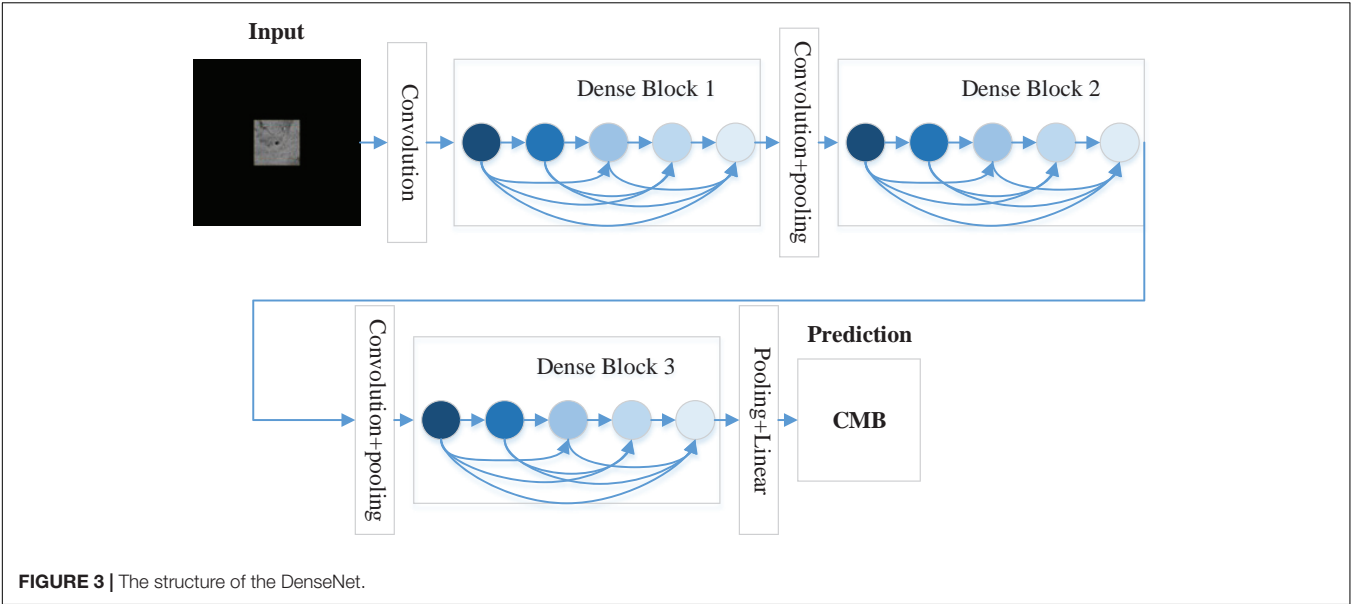 Input
Convolution
Dense Block 1
Convolution+pooling
Dense Block 2
Convolution+pooling
Dense Block 3
Pooling+Linear
Prediction
CMB
FIGURE 3 | The structure of the DenseNet.